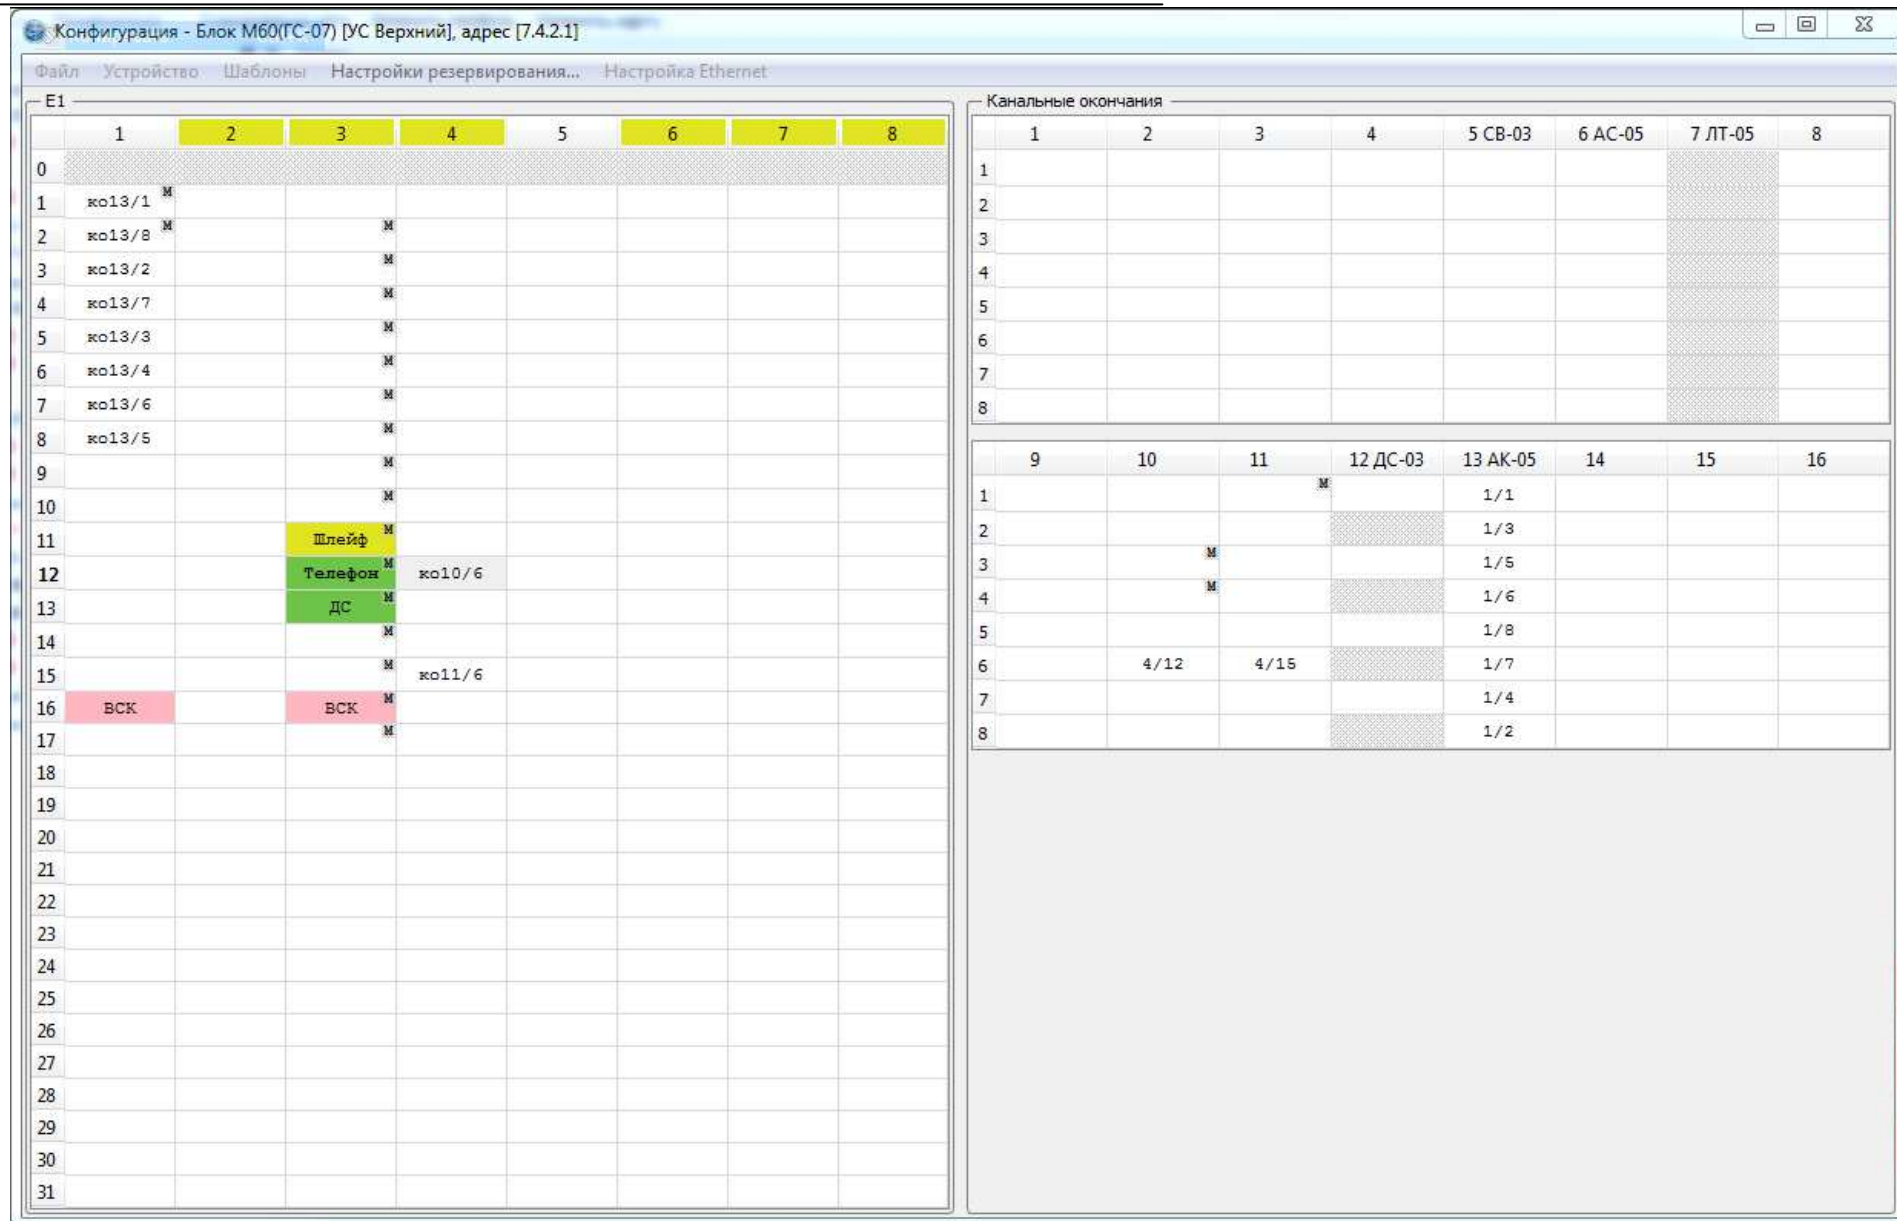 Конфигурация - Блок М60(ГС-07) [УС Верхний], адрес [7.4.2.1]
Файл Устройство Шаблоны Настройки резервирования... Настройка Ethernet
E1
1 2 3 4 5 6 7 8
0
1 ко13/1 М
2 ко13/8 М М
3 ко13/2 М
4 ко13/7 М
5 ко13/3 М
6 ко13/4 М
7 ко13/6 М
8 ко13/5 М
9 М
10 М
11 Шлейф М
12 Телефон М ко10/6
13 ДС М
14 М
15 М ко11/6
16 ВСК ВСК М
17 М
18
19
20
21
22
23
24
25
26
27
28
29
30
31
Канальные окончания
1 2 3 4 5 СВ-03 6 АС-05 7 ЛТ-05 8
1
2
3
4
5
6
7
8
9 10 11 12 ДС-03 13 АК-05 14 15 16
1 М 1/1
2 1/3
3 М 1/5
4 М 1/6
5 1/8
6 4/12 4/15 1/7
7 1/4
8 1/2